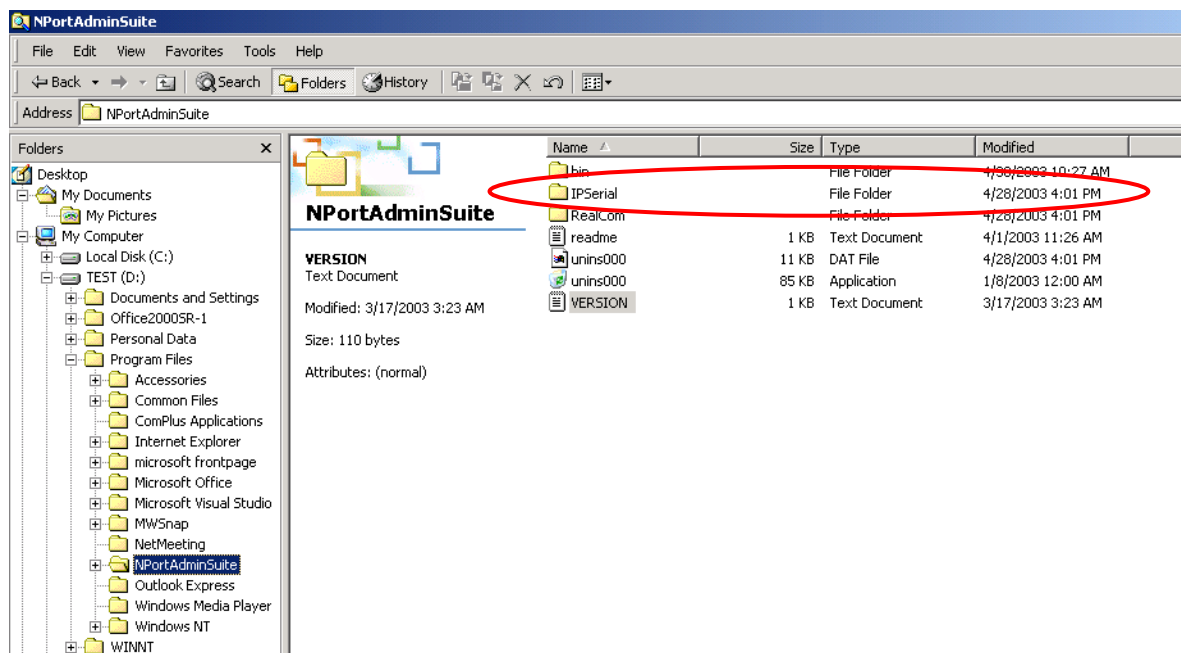 NPortAdminSuite
File Edit View Favorites Tools Help
Back Search Folders History
Address NPortAdminSuite
Folders
Desktop
My Documents
My Pictures
My Computer
Local Disk (C:)
TEST (D:)
Documents and Settings
Office2000SR-1
Personal Data
Program Files
Accessories
Common Files
ComPlus Applications
Internet Explorer
microsoft frontpage
Microsoft Office
Microsoft Visual Studio
MWSnap
NetMeeting
NPortAdminSuite
Outlook Express
Windows Media Player
Windows NT
WINNT
NPortAdminSuite
VERSION
Text Document
Modified: 3/17/2003 3:23 AM
Size: 110 bytes
Attributes: (normal)
Name Size Type Modified
bin File Folder 4/30/2003 10:27 AM
IPSerial File Folder 4/28/2003 4:01 PM
RealCom File Folder 4/28/2003 4:01 PM
readme 1 KB Text Document 4/1/2003 11:26 AM
unins000 11 KB DAT File 4/28/2003 4:01 PM
unins000 85 KB Application 1/8/2003 12:00 AM
VERSION 1 KB Text Document 3/17/2003 3:23 AM